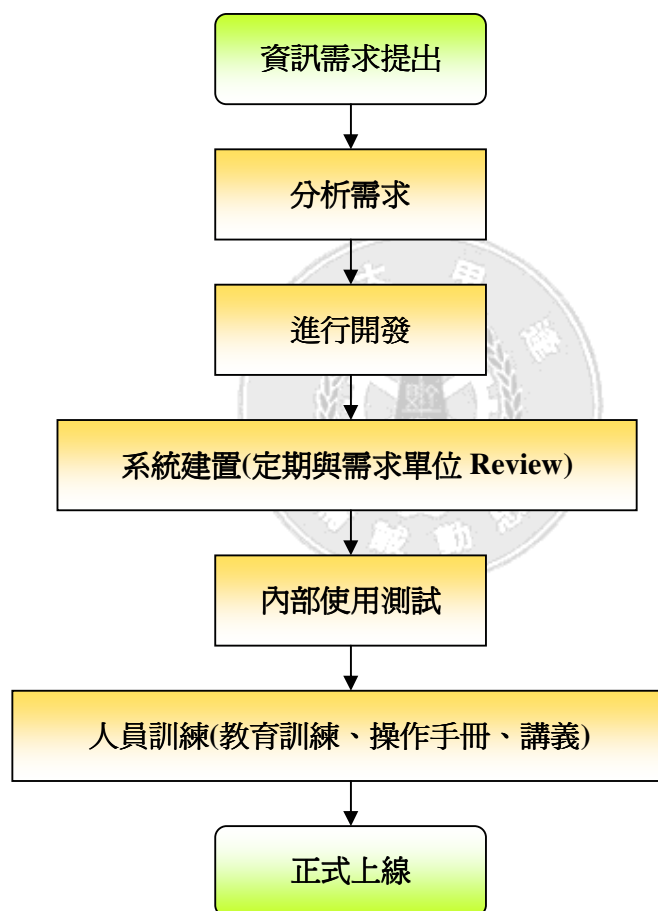 資訊需求提出
分析需求
進行開發
系統建置(定期與需求單位 Review)
內部使用測試
人員訓練(教育訓練、操作手冊、講義)
正式上線